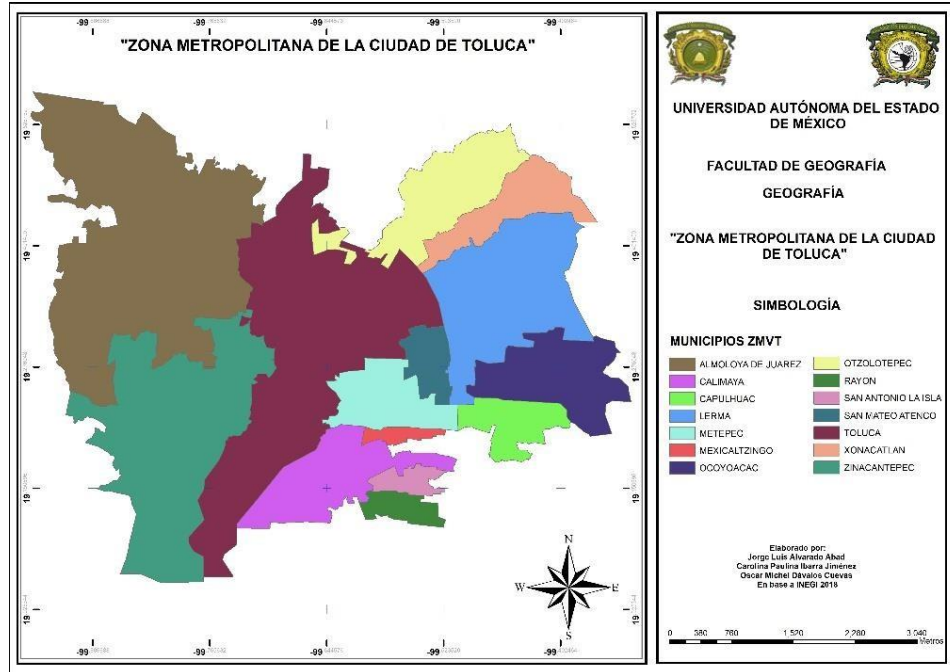 "ZONA METROPOLITANA DE LA CIUDAD DE TOLUCA"
N
W
E
S
UNIVERSIDAD AUTÓNOMA DEL ESTADO
DE MÉXICO
FACULTAD DE GEOGRAFÍA
GEOGRAFÍA
"ZONA METROPOLITANA DE LA CIUDAD
DE TOLUCA"
SIMBOLOGÍA
MUNICIPIOS ZMVT
ALMOLOYA DE JUAREZ
CALIMAYA
CAPULHUAC
LERMA
METEPEC
MEXICALTZINGO
OCOYOACAC
OTZOLOTEPEC
RAYON
SAN ANTONIO LA ISLA
SAN MATEO ATENCO
TOLUCA
XONACATLAN
ZINACANTEPEC
Elaborado por:
Jorge Luis Alvarado Abad
Carolina Paulina Ibarra Jiménez
Oscar Michel Dávalos Cuevas
En base a INEGI 2018
0 380 760 1,520 2,280 3,040
Metros